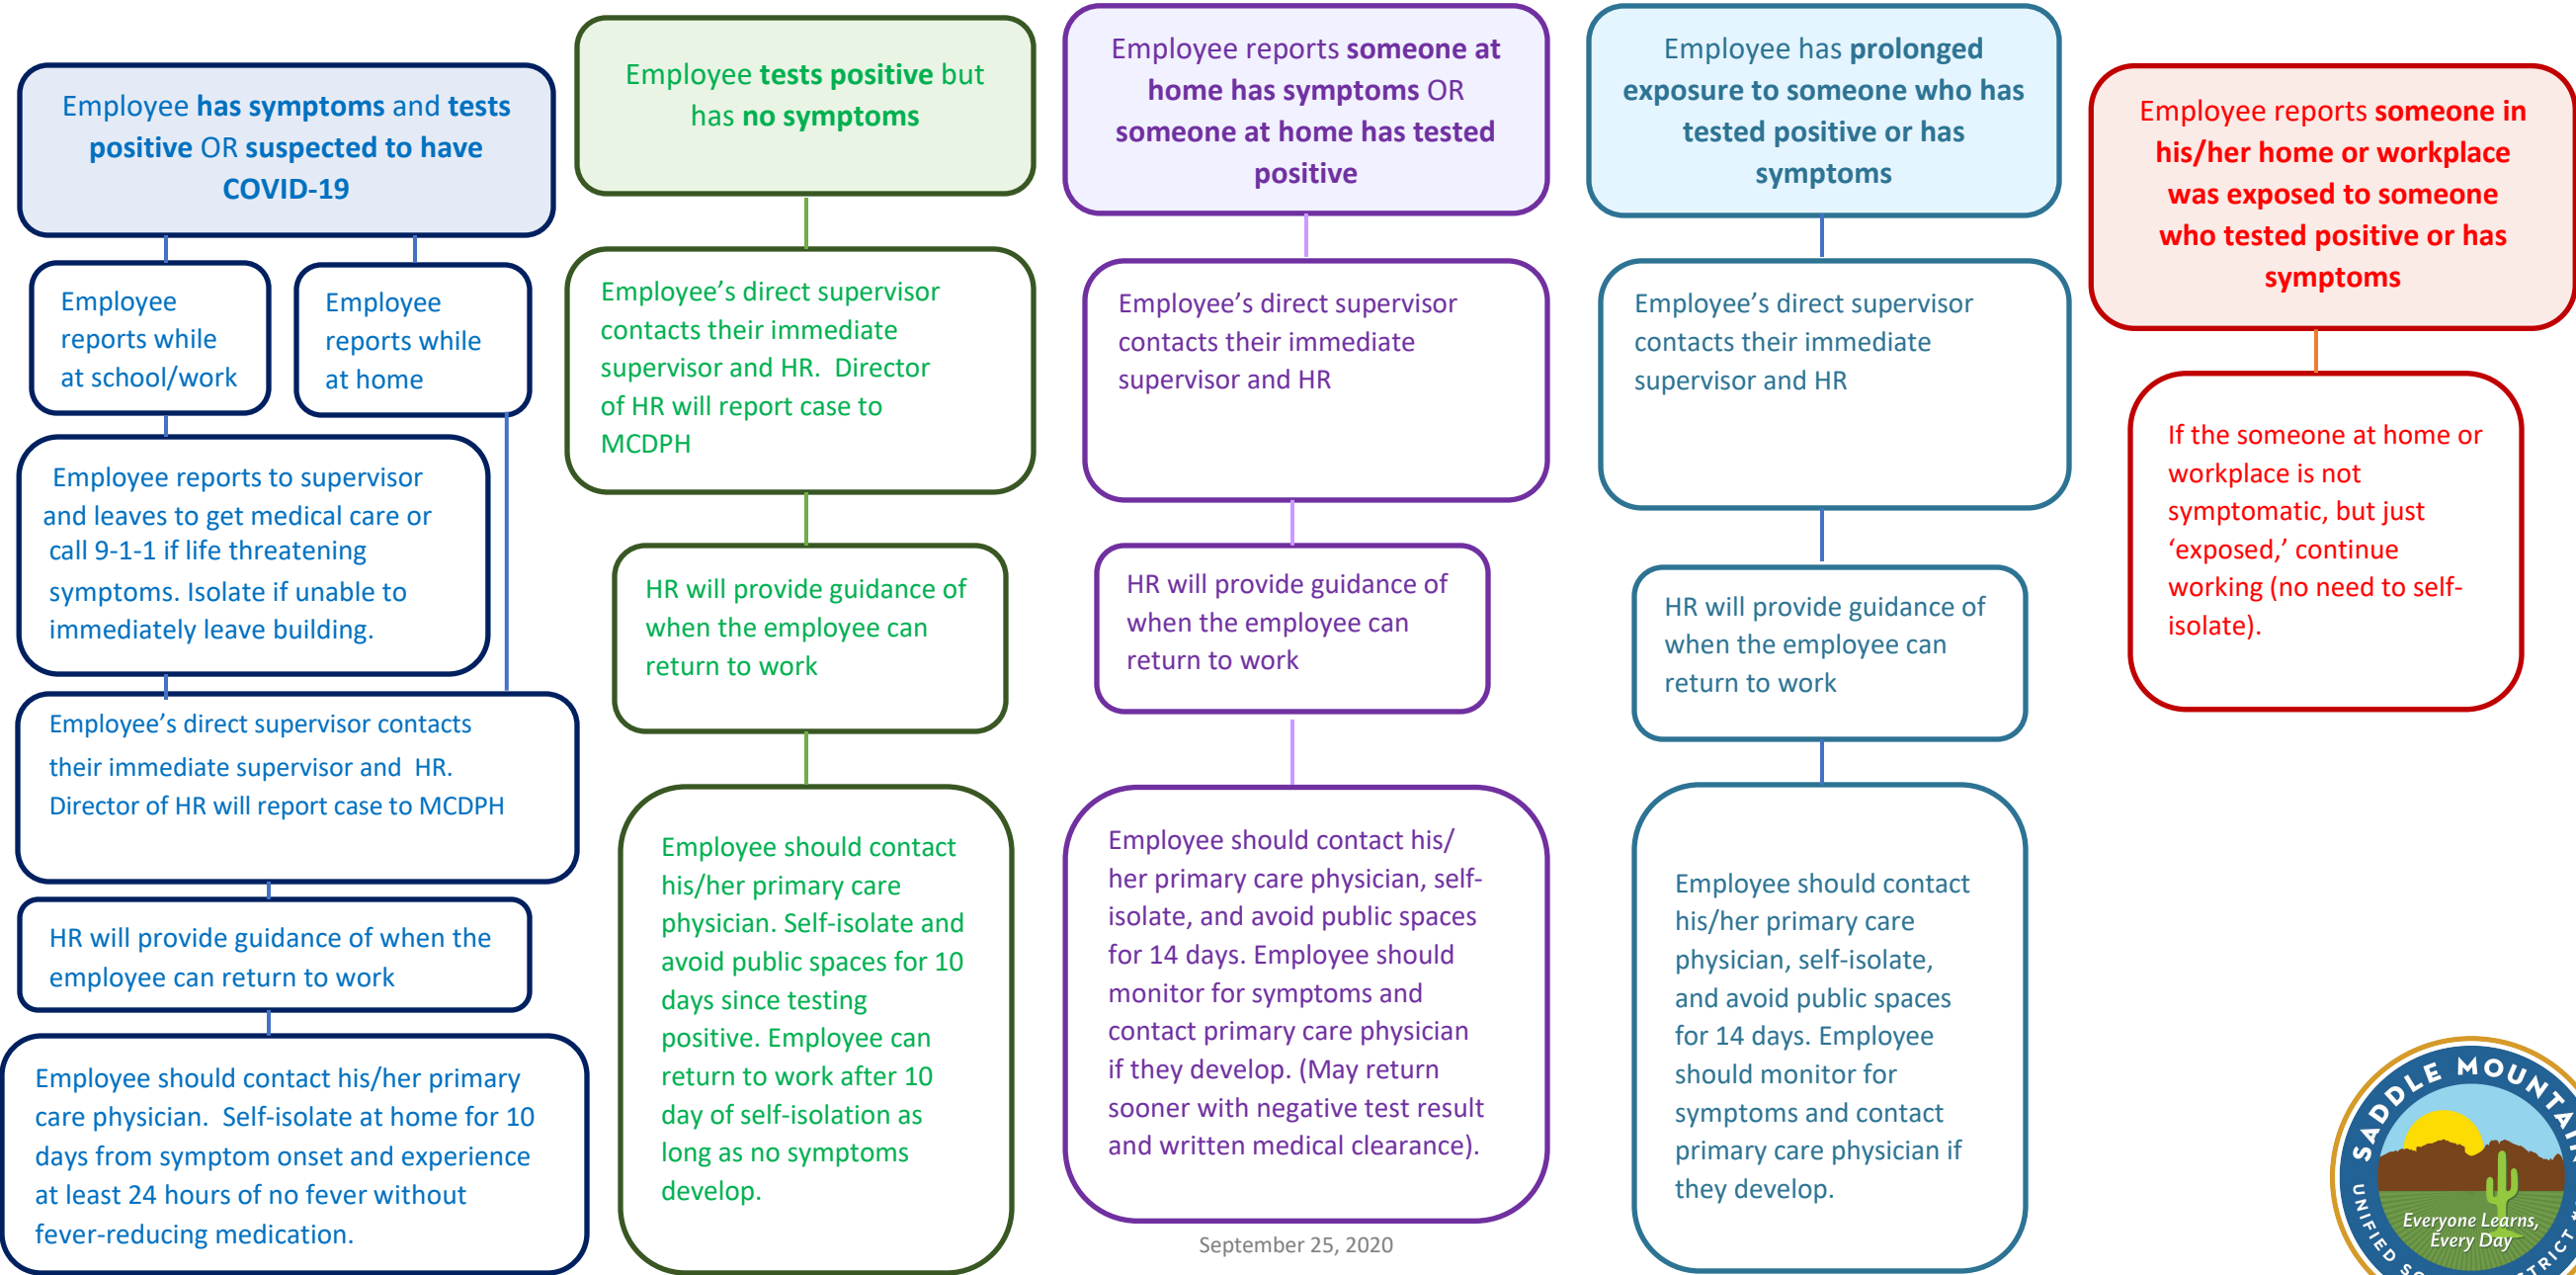 Employee has symptoms and tests
positive OR suspected to have
COVID-19
Employee
reports while
at school/work
Employee
reports while
at home
Employee reports to supervisor
and leaves to get medical care or
call 9-1-1 if life threatening
symptoms. Isolate if unable to
immediately leave building.
Employee’s direct supervisor contacts
their immediate supervisor and  HR.
Director of HR will report case to MCDPH
HR will provide guidance of when the
employee can return to work
Employee should contact his/her primary
care physician.  Self-isolate at home for 10
days from symptom onset and experience
at least 24 hours of no fever without
fever-reducing medication.
Employee tests positive but
has no symptoms
Employee’s direct supervisor
contacts their immediate
supervisor and HR.  Director
of HR will report case to
MCDPH
HR will provide guidance of
when the employee can
return to work
Employee should contact
his/her primary care
physician. Self-isolate and
avoid public spaces for 10
days since testing
positive. Employee can
return to work after 10
day of self-isolation as
long as no symptoms
develop.
Employee reports someone at
home has symptoms OR
someone at home has tested
positive
Employee’s direct supervisor
contacts their immediate
supervisor and HR
HR will provide guidance of
when the employee can
return to work
Employee should contact his/
her primary care physician, self-
isolate, and avoid public spaces
for 14 days. Employee should
monitor for symptoms and
contact primary care physician
if they develop. (May return
sooner with negative test result
and written medical clearance).
September 25, 2020
Employee has prolonged
exposure to someone who has
tested positive or has
symptoms
Employee’s direct supervisor
contacts their immediate
supervisor and HR
HR will provide guidance of
when the employee can
return to work
Employee should contact
his/her primary care
physician, self-isolate,
and avoid public spaces
for 14 days. Employee
should monitor for
symptoms and contact
primary care physician if
they develop.
Employee reports someone in
his/her home or workplace
was exposed to someone
who tested positive or has
symptoms
If the someone at home or
workplace is not
symptomatic, but just
‘exposed,’ continue
working (no need to self-
isolate).
SADDLE MOUNTAIN
UNIFIED
Everyone Learns,
Every Day